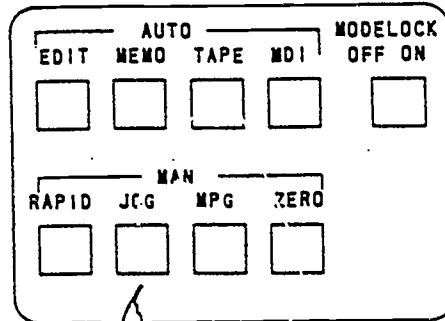 AUTO MODELOCK
EDIT MEMO TAPE MDI OFF ON
MAN
RAPID JOG MPG ZERO